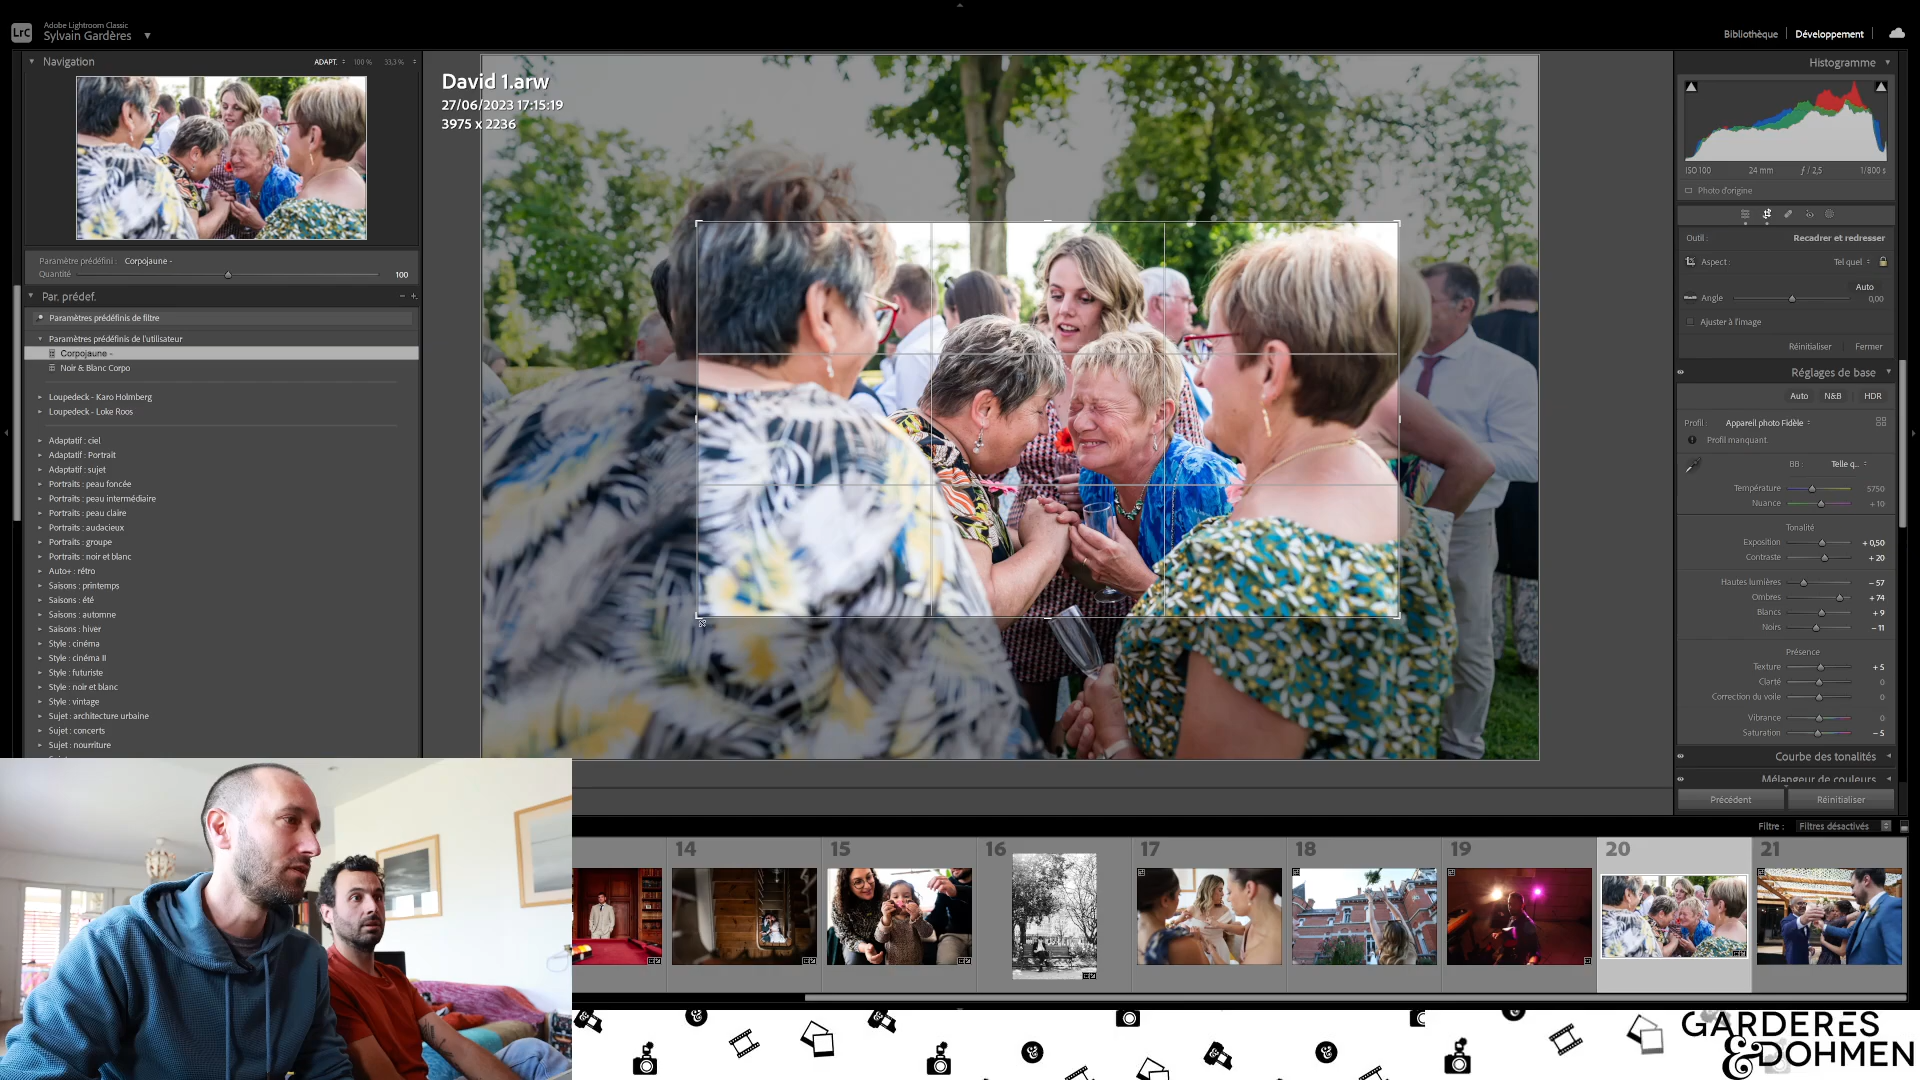 LrC
Adobe Lightroom Classic
Sylvain Gardères
Bibliothèque
Développement
Navigation
ADAPT.
100 %
33,3 %
David 1.arw
27/06/2023 17:15:19
3975 x 2236
Histogramme
ISO 100
24 mm
ƒ / 2,5
1/800 s
Photo d'origine
Outil :
Recadrer et redresser
Aspect :
Tel quel
Auto
Angle
0,00
Ajuster à l'image
Réinitialiser
Fermer
Réglages de base
Auto
N&B
HDR
Profil :
Appareil photo Fidèle
Profil manquant
BB :
Telle q...
Température
5750
Nuance
+ 10
Tonalité
Exposition
+ 0,50
Contraste
+ 20
Hautes lumières
– 57
Ombres
+ 74
Blancs
+ 9
Noirs
– 11
Présence
Texture
+ 5
Clarté
0
Correction du voile
0
Vibrance
0
Saturation
– 5
Courbe des tonalités
Mélangeur de couleurs
Précédent
Réinitialiser
Paramètre prédéfini :
Corpojaune -
Quantité
100
Par. prédef.
Paramètres prédéfinis de filtre
Paramètres prédéfinis de l'utilisateur
Corpojaune -
Noir & Blanc Corpo
Loupedeck - Karo Holmberg
Loupedeck - Loke Roos
Adaptatif : ciel
Adaptatif : Portrait
Adaptatif : sujet
Portraits : peau foncée
Portraits : peau intermédiaire
Portraits : peau claire
Portraits : audacieux
Portraits : groupe
Portraits : noir et blanc
Auto+ : rétro
Saisons : printemps
Saisons : été
Saisons : automne
Saisons : hiver
Style : cinéma
Style : cinéma II
Style : futuriste
Style : noir et blanc
Style : vintage
Sujet : architecture urbaine
Sujet : concerts
Sujet : nourriture
Filtre :
Filtres désactivés
14
15
16
17
18
19
20
21
GARDERES
&DOHMEN